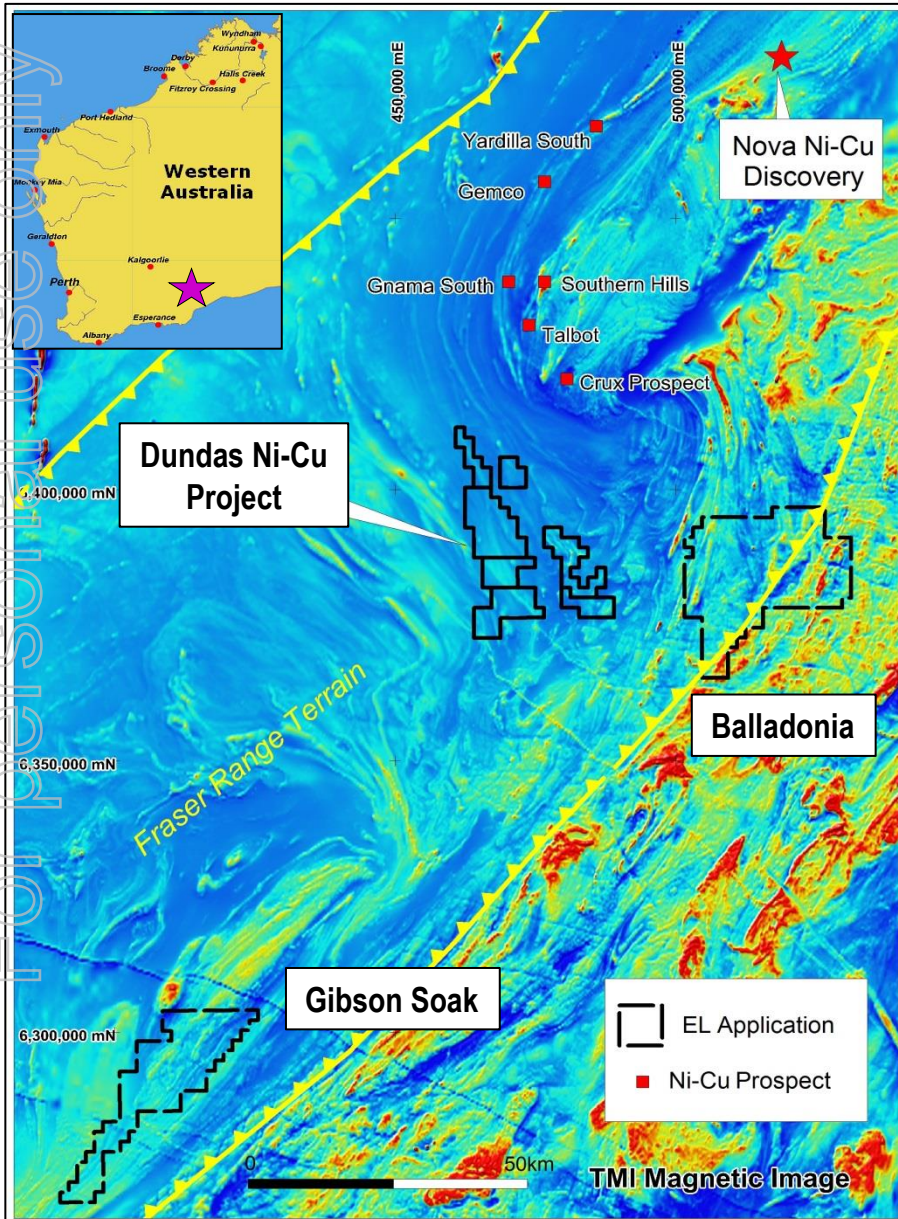 For personal use only
Wyndham
Kununurra
Derby
Broome
Halls Creek
Fitzroy Crossing
Port Hedland
Exmouth
Western
Australia
Monkey Mia
Geraldton
Kalgoorlie
Perth
Esperance
Albany
450,000 mE
500,000 mE
Yardilla South
Nova Ni-Cu
Discovery
Gemco
Gnama South
Southern Hills
Talbot
Crux Prospect
Dundas Ni-Cu
Project
6,400,000 mN
Balladonia
6,350,000 mN
Fraser Range Terrain
Gibson Soak
6,300,000 mN
EL Application
Ni-Cu Prospect
0
50km
TMI Magnetic Image